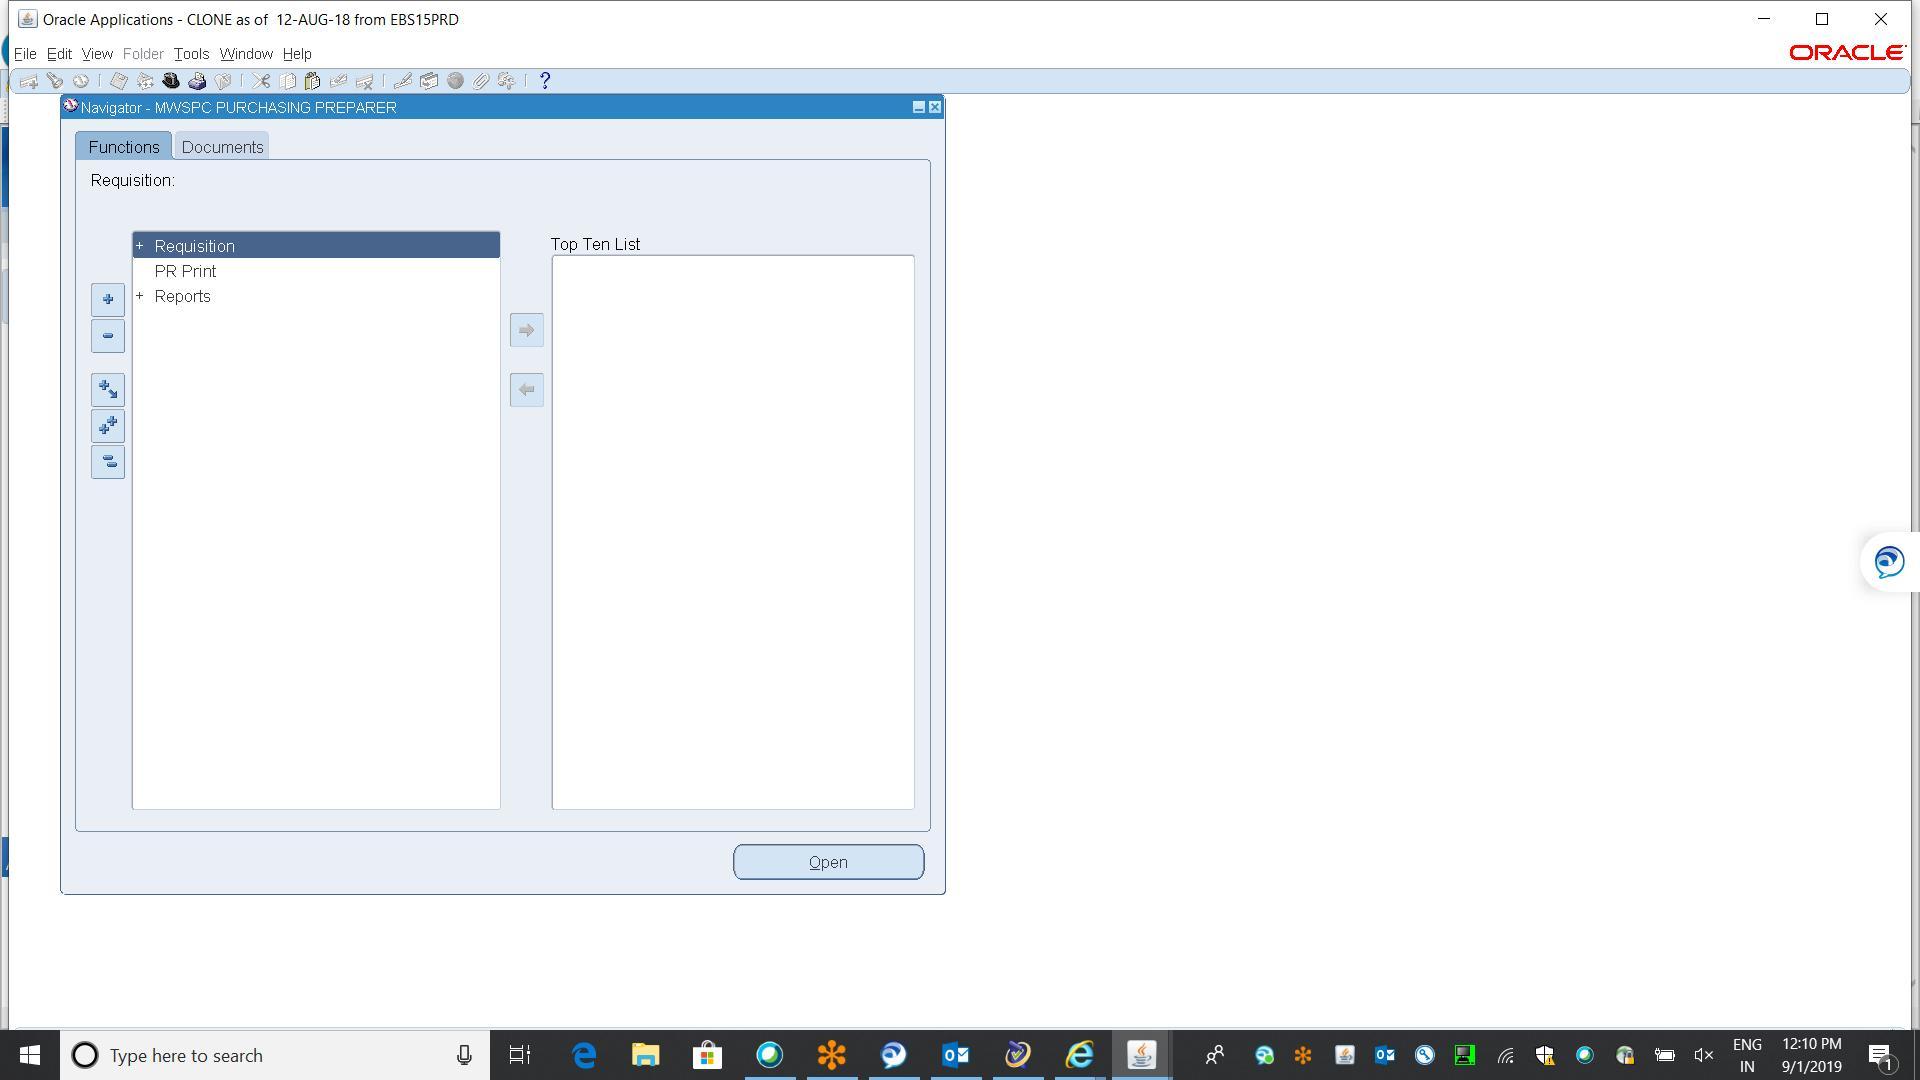 Oracle Applications - CLONE as of  12-AUG-18 from EBS15PRD
File Edit View Folder Tools Window Help
ORACLE
Navigator - MWSPC PURCHASING PREPARER
Functions Documents
Requisition:
+ Requisition
PR Print
+ Reports
Top Ten List
Open
Type here to search
ENG
IN
12:10 PM
9/1/2019
1